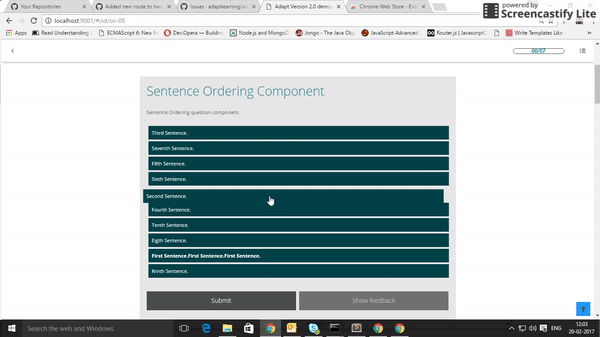 Your Repositories
Added new route to han
Issues · adaptlearning/
Adapt Version 2.0 demo
Chrome Web Store - Ext
powered by
Screencastify Lite
localhost:9001/#/id/co-05
Apps
Bookmarks
Read Understanding
ECMAScript 6: New F
Dev.Opera — Building
Node.js and MongoD
Jongo - The Java Obj
JavaScript Advanced
Router.js | Javascript
Write Templates Like
00/07
Sentence Ordering Component
Sentence Ordering question component.
Third Sentence.
Seventh Sentence.
Fifth Sentence.
Sixth Sentence.
Second Sentence.
Fourth Sentence.
Tenth Sentence.
Eigth Sentence.
First Sentence.First Sentence.First Sentence.
Ninth Sentence.
Submit
Show feedback
Search the web and Windows
12:03
20-02-2017